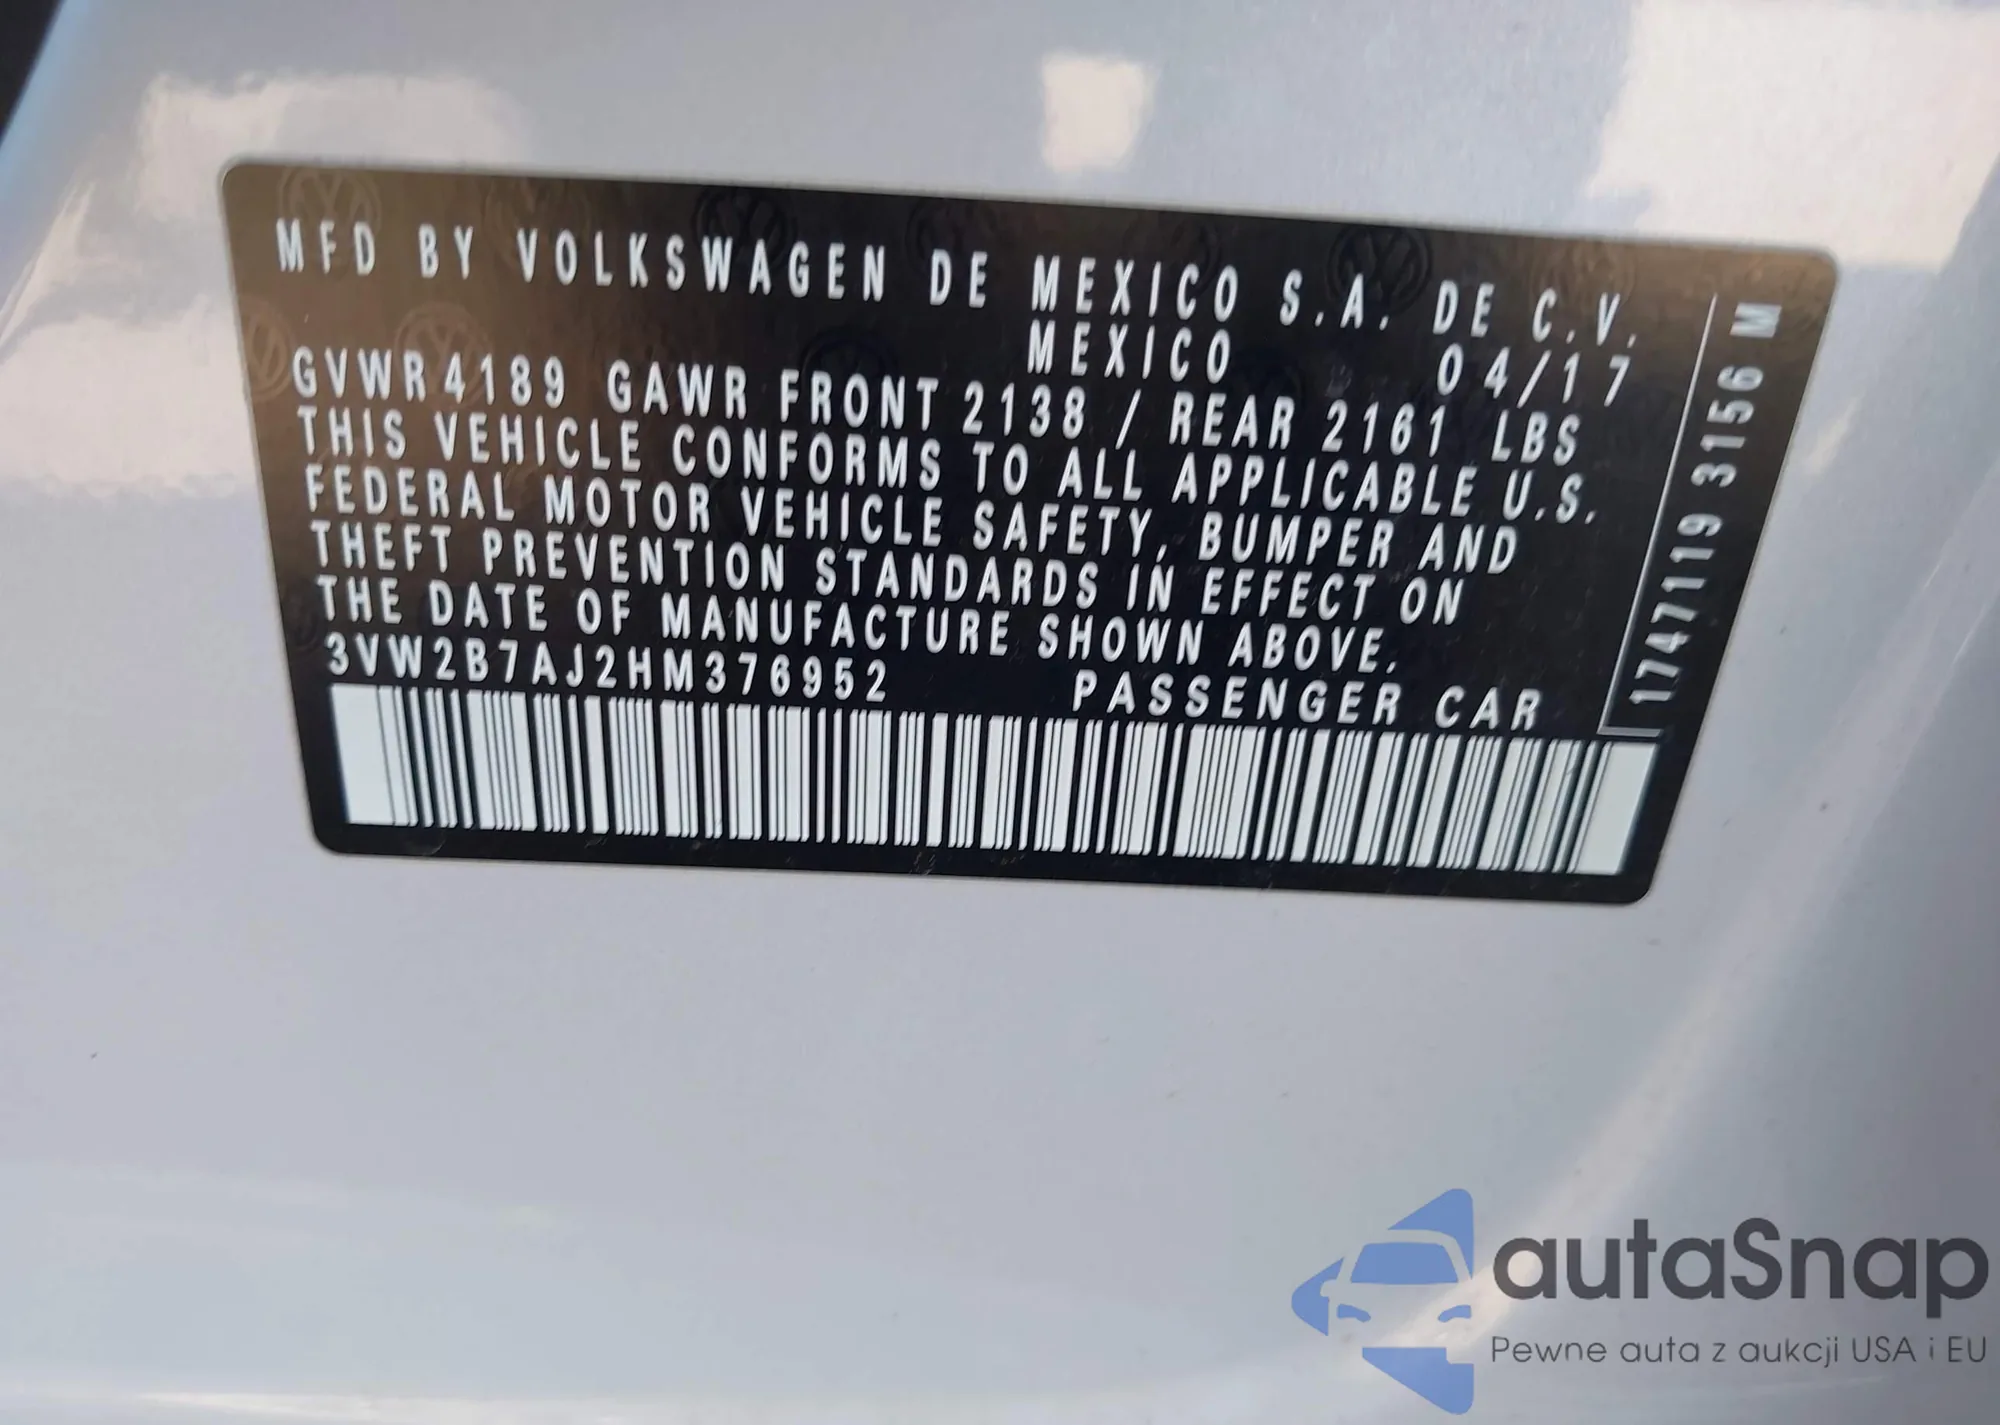 MFD BY VOLKSWAGEN DE MEXICO S.A. DE C.V.
MEXICO 04/17
GVWR 4189 GAWR FRONT 2138 / REAR 2161 LBS
THIS VEHICLE CONFORMS TO ALL APPLICABLE U.S.
FEDERAL MOTOR VEHICLE SAFETY, BUMPER AND
THEFT PREVENTION STANDARDS IN EFFECT ON
THE DATE OF MANUFACTURE SHOWN ABOVE.
3VW2B7AJ2HM376952 PASSENGER CAR
1747119 3156 M
autaSnap
Pewne auta z aukcji USA i EU